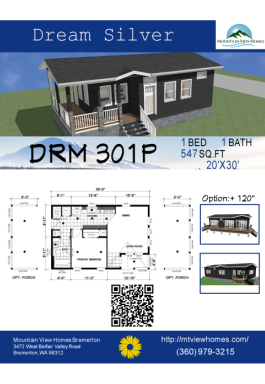 Dream Silver
MOUNTAIN VIEW HOMES
DRM 301P
1 BED 1 BATH
547 SQ.FT
20'X30'
Option:+ 120"
OPT. PORCH
OPT. PORCH
Mountain View Homes Bremerton
3472 West Belfair Valley Road
Bremerton, WA 98312
http://mtviewhomes.com/
(360) 979-3215